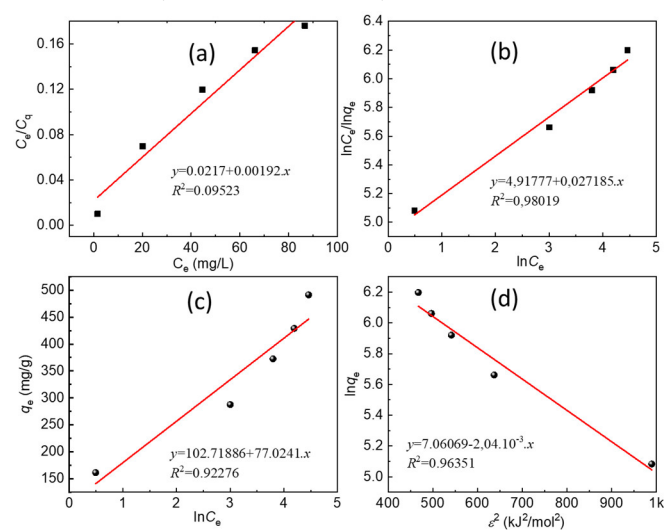 (a)
0.16
0.12
0.08
0.04
0.00
Cₑ/C_q
y=0.0217+0.00192.x
R²=0.09523
0 20 40 60 80 100
Cₑ (mg/L)
(b)
6.2
6.0
5.8
5.6
5.4
5.2
5.0
lnCₑ/lnqₑ
y=4,91777+0,027185.x
R²=0,98019
0 1 2 3 4 5
lnCₑ
(c)
500
450
400
350
300
250
200
150
qₑ (mg/g)
y=102.71886+77.0241.x
R²=0.92276
0 1 2 3 4 5
lnCₑ
(d)
6.2
6.0
5.8
5.6
5.4
5.2
5.0
lnqₑ
y=7.06069-2,04.10⁻³.x
R²=0.96351
400 500 600 700 800 900 1k
ε² (kJ²/mol²)